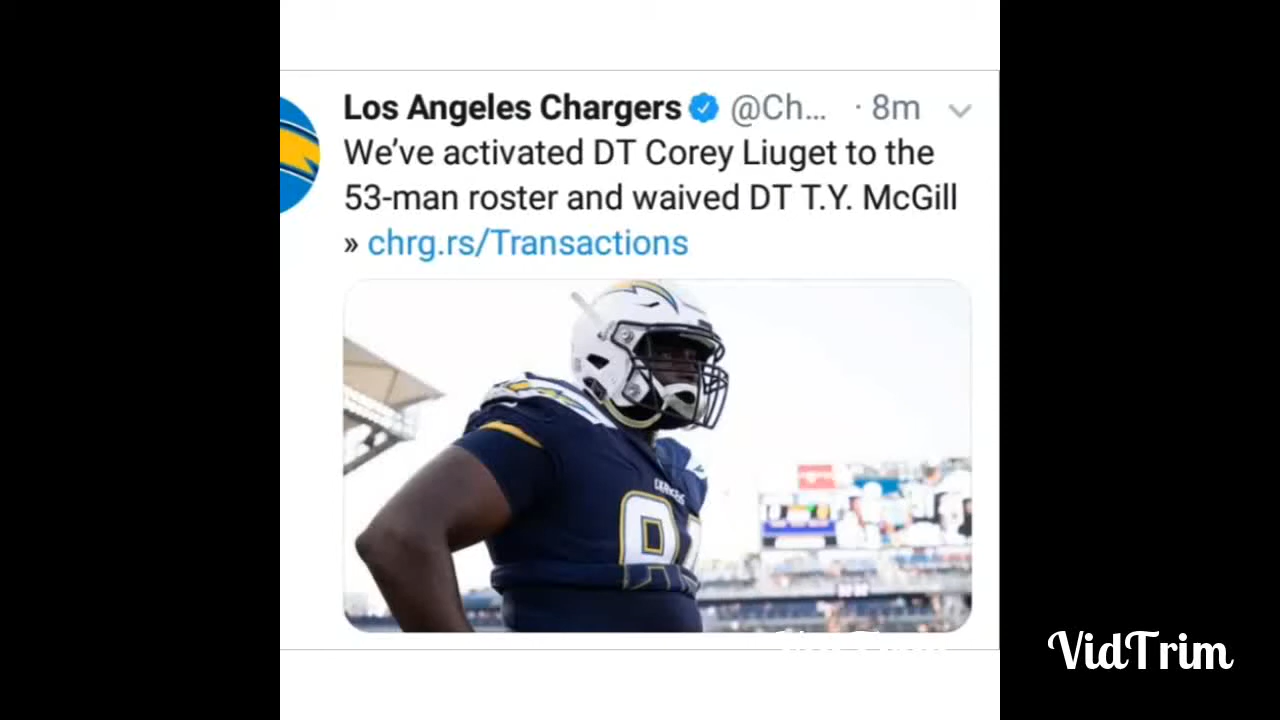 Los Angeles Chargers @Ch... · 8m
We've activated DT Corey Liuget to the
53-man roster and waived DT T.Y. McGill
» chrg.rs/Transactions
VidTrim